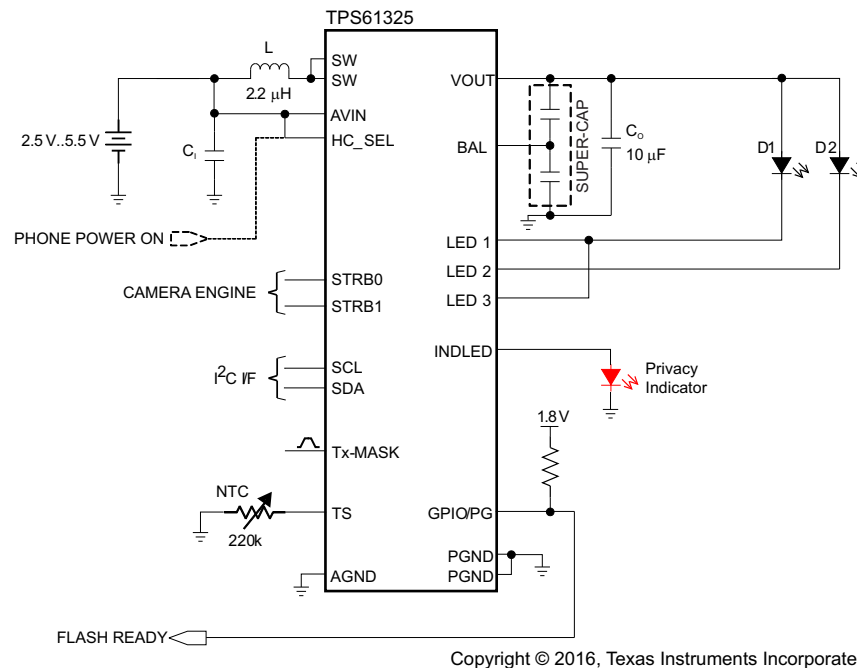 TPS61325
L
2.2 μH
SW
SW
AVIN
HC_SEL
2.5 V..5.5 V
C_I
PHONE POWER ON
CAMERA ENGINE
STRB0
STRB1
I²C I/F
SCL
SDA
Tx-MASK
NTC
220k
TS
AGND
FLASH READY
VOUT
BAL
SUPER-CAP
C_O
10 μF
D1
D2
LED 1
LED 2
LED 3
INDLED
Privacy
Indicator
1.8 V
GPIO/PG
PGND
PGND
Copyright © 2016, Texas Instruments Incorporate